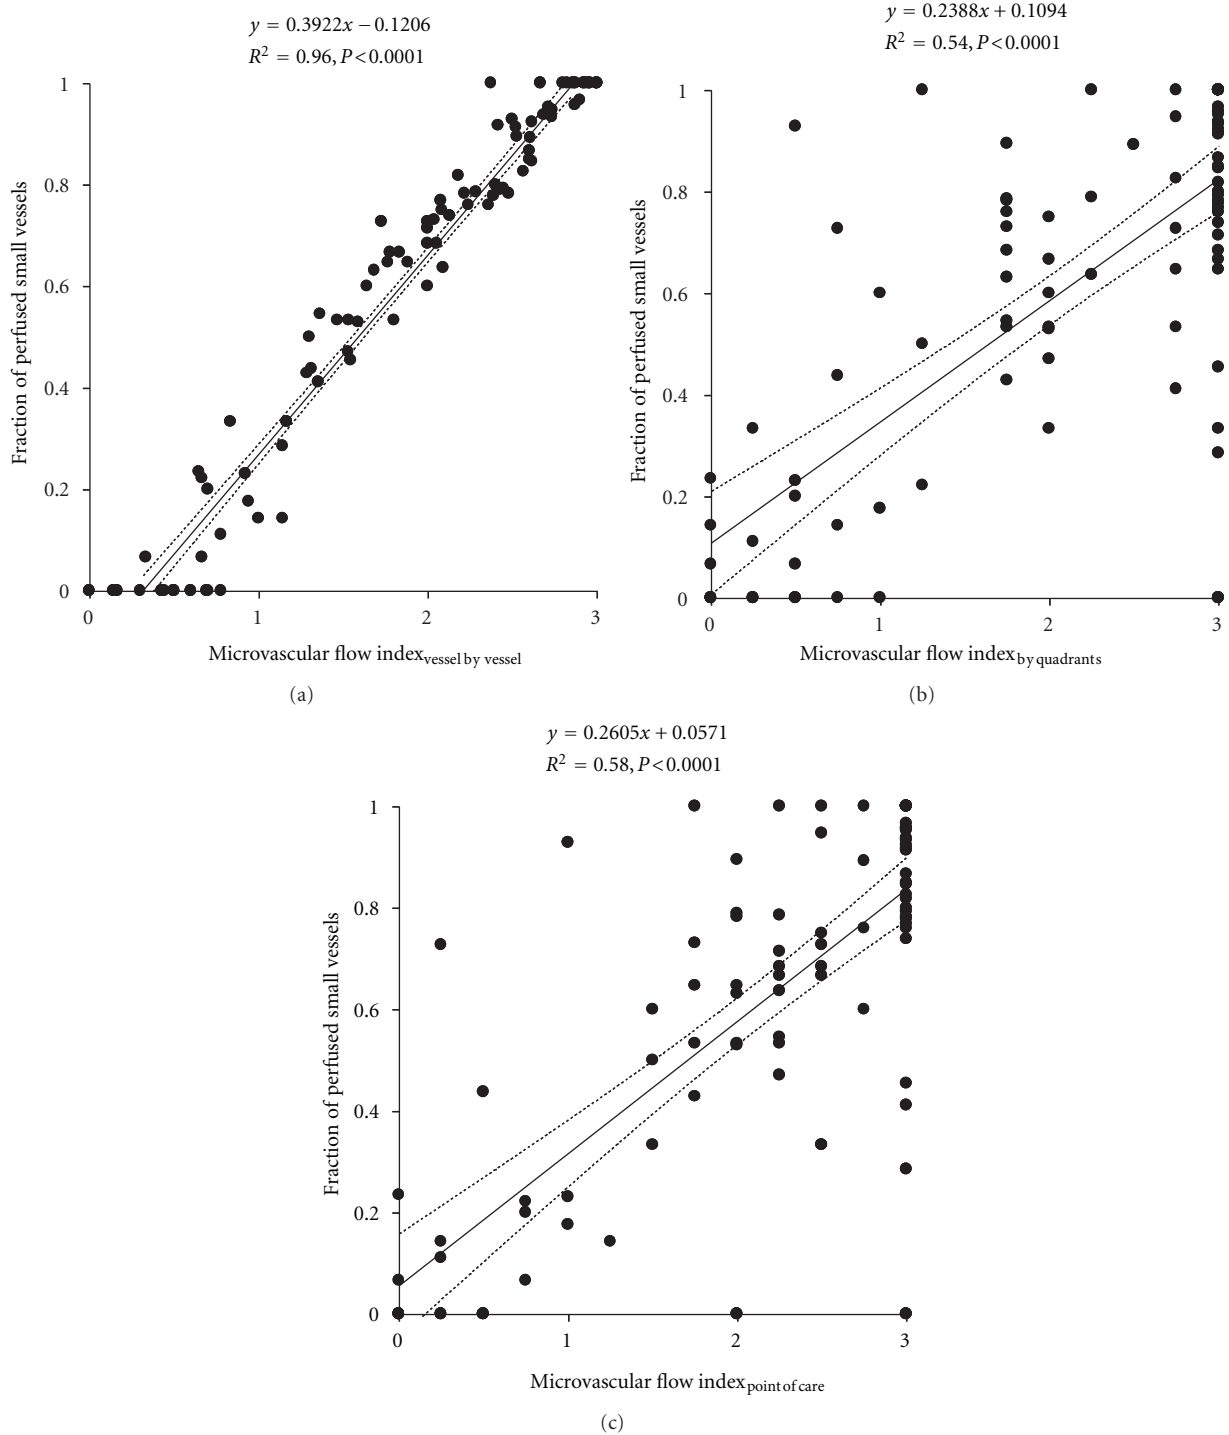 y = 0.3922x − 0.1206
R² = 0.96, P<0.0001
1
0.8
0.6
0.4
0.2
0
Fraction of perfused small vessels
0 1 2 3
Microvascular flow index vessel by vessel
(a)
y = 0.2388x + 0.1094
R² = 0.54, P<0.0001
1
0.8
0.6
0.4
0.2
0
Fraction of perfused small vessels
0 1 2 3
Microvascular flow index by quadrants
(b)
y = 0.2605x + 0.0571
R² = 0.58, P<0.0001
1
0.8
0.6
0.4
0.2
0
Fraction of perfused small vessels
0 1 2 3
Microvascular flow index point of care
(c)